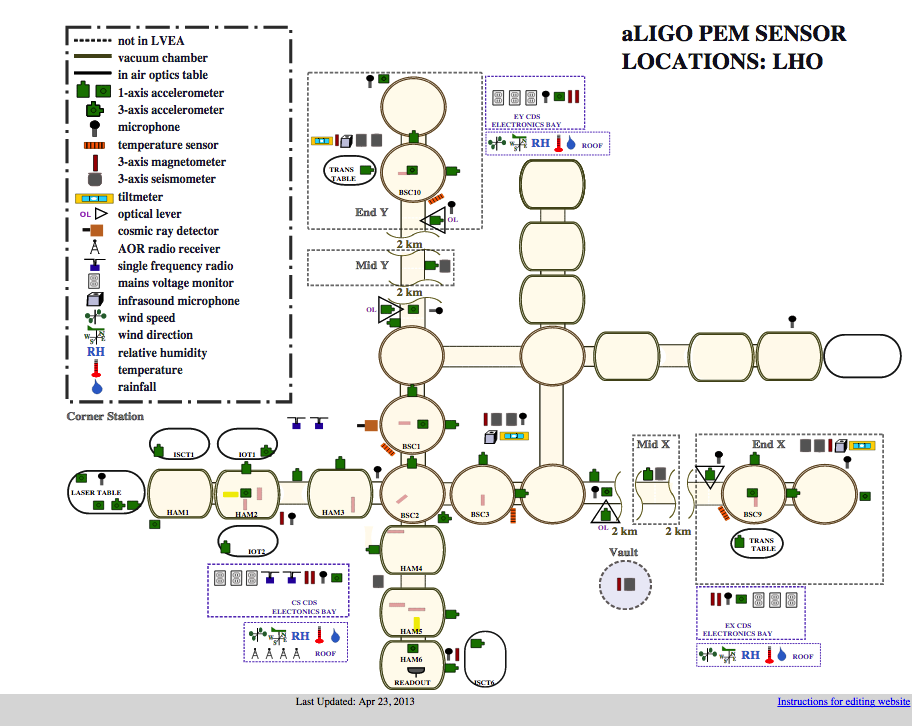 aLIGO PEM SENSOR
LOCATIONS: LHO
not in LVEA
vacuum chamber
in air optics table
1-axis accelerometer
3-axis accelerometer
microphone
temperature sensor
3-axis magnetometer
3-axis seismometer
tiltmeter
OL optical lever
cosmic ray detector
AOR radio receiver
single frequency radio
mains voltage monitor
infrasound microphone
wind speed
W S N E wind direction
RH relative humidity
temperature
rainfall
EY CDS
ELECTRONICS BAY
RH ROOF
TRANS
TABLE
BSC10
End Y
OL
2 km
Mid Y
2 km
OL
Corner Station
ISCT1
IOT1
BSC1
LASER TABLE
HAM1
HAM2
HAM3
BSC2
BSC3
IOT2
OL
2 km
Mid X
2 km
End X
BSC9
TRANS
TABLE
Vault
HAM4
CS CDS
ELECTONICS BAY
HAM5
RH
ROOF
HAM6
READOUT
ISCT6
EX CDS
ELECTRONICS BAY
RH ROOF
Last Updated: Apr 23, 2013
Instructions for editing website